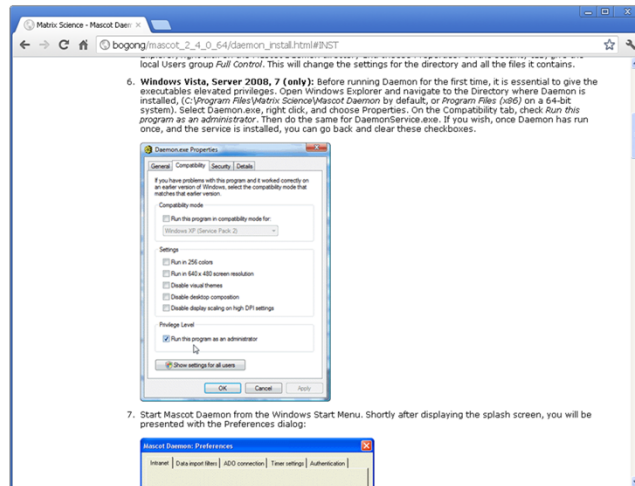 Matrix Science - Mascot Daem
bogong/mascot_2_4_0_64/daemon_install.html#INST
local Users group Full Control. This will change the settings for the directory and all the files it contains.
6. Windows Vista, Server 2008, 7 (only): Before running Daemon for the first time, it is essential to give the
executables elevated privileges. Open Windows Explorer and navigate to the Directory where Daemon is
installed, (C:\Program Files\Matrix Science\Mascot Daemon by default, or Program Files (x86) on a 64-bit
system). Select Daemon.exe, right click, and choose Properties. On the Compatibility tab, check Run this
program as an administrator. Then do the same for DaemonService.exe. If you wish, once Daemon has run
once, and the service is installed, you can go back and clear these checkboxes.
Daemon.exe Properties
General Compatibility Security Details
If you have problems with this program and it worked correctly on
an earlier version of Windows, select the compatibility mode that
matches that earlier version.
Compatibility mode
Run this program in compatibility mode for:
Windows XP (Service Pack 2)
Settings
Run in 256 colors
Run in 640 x 480 screen resolution
Disable visual themes
Disable desktop composition
Disable display scaling on high DPI settings
Privilege Level
Run this program as an administrator
Show settings for all users
OK Cancel Apply
7. Start Mascot Daemon from the Windows Start Menu. Shortly after displaying the splash screen, you will be
presented with the Preferences dialog:
Mascot Daemon: Preferences
Intranet Data import filters ADO connection Timer settings Authentication